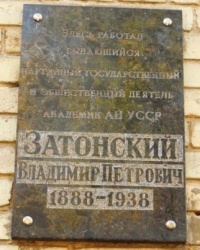 ЗДЕСЬ РАБОТАЛ
ВЫДАЮЩИЙСЯ
ПАРТИЙНЫЙ ГОСУДАРСТВЕННЫЙ
И ОБЩЕСТВЕННЫЙ ДЕЯТЕЛЬ
АКАДЕМИК АН УССР
ЗАТОНСКИЙ
ВЛАДИМИР ПЕТРОВИЧ
1888-1938